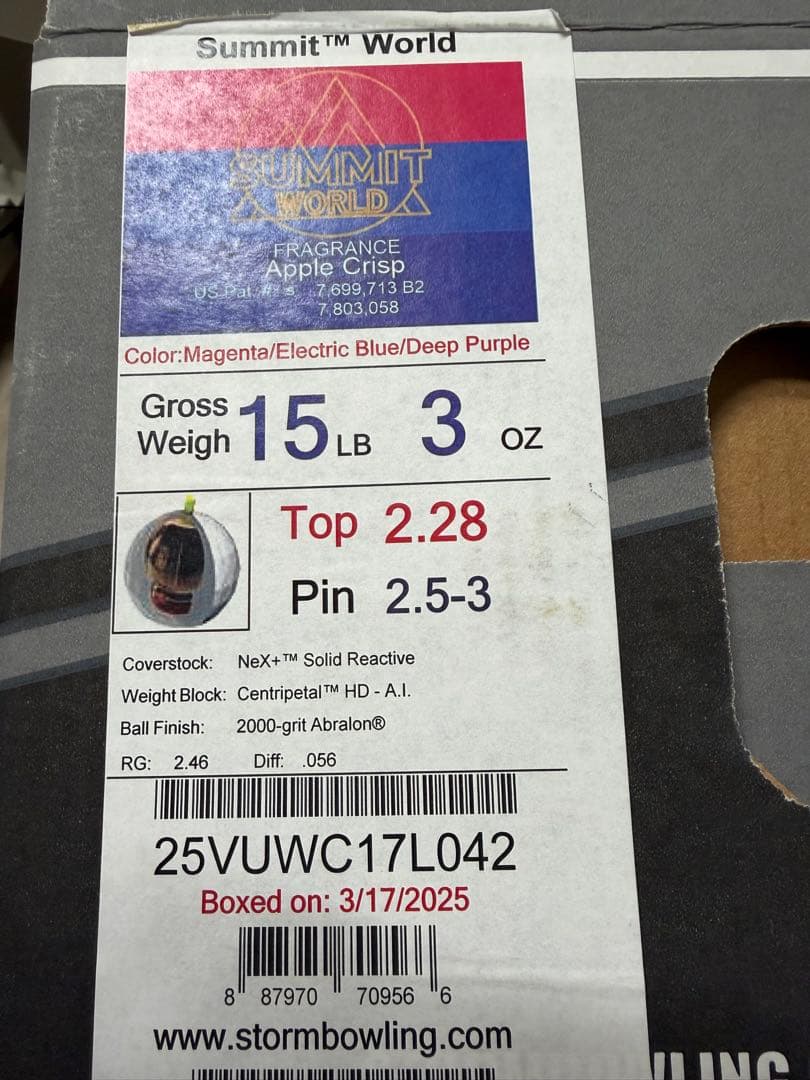 Summit™ World
SUMMIT
WORLD
FRAGRANCE
Apple Crisp
US Pat. #'s 7,699,713 B2
7,803,058
Color:Magenta/Electric Blue/Deep Purple
Gross
Weigh 15 LB 3 OZ
Top 2.28
Pin 2.5-3
Coverstock: NeX+™ Solid Reactive
Weight Block: Centripetal™ HD - A.I.
Ball Finish: 2000-grit Abralon®
RG: 2.46 Diff: .056
25VUWC17L042
Boxed on: 3/17/2025
8 87970 70956 6
www.stormbowling.com